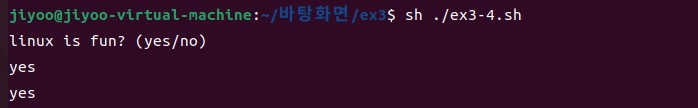 jiyoo@jiyoo-virtual-machine:~/바탕화면/ex3$ sh ./ex3-4.sh
linux is fun? (yes/no)
yes
yes